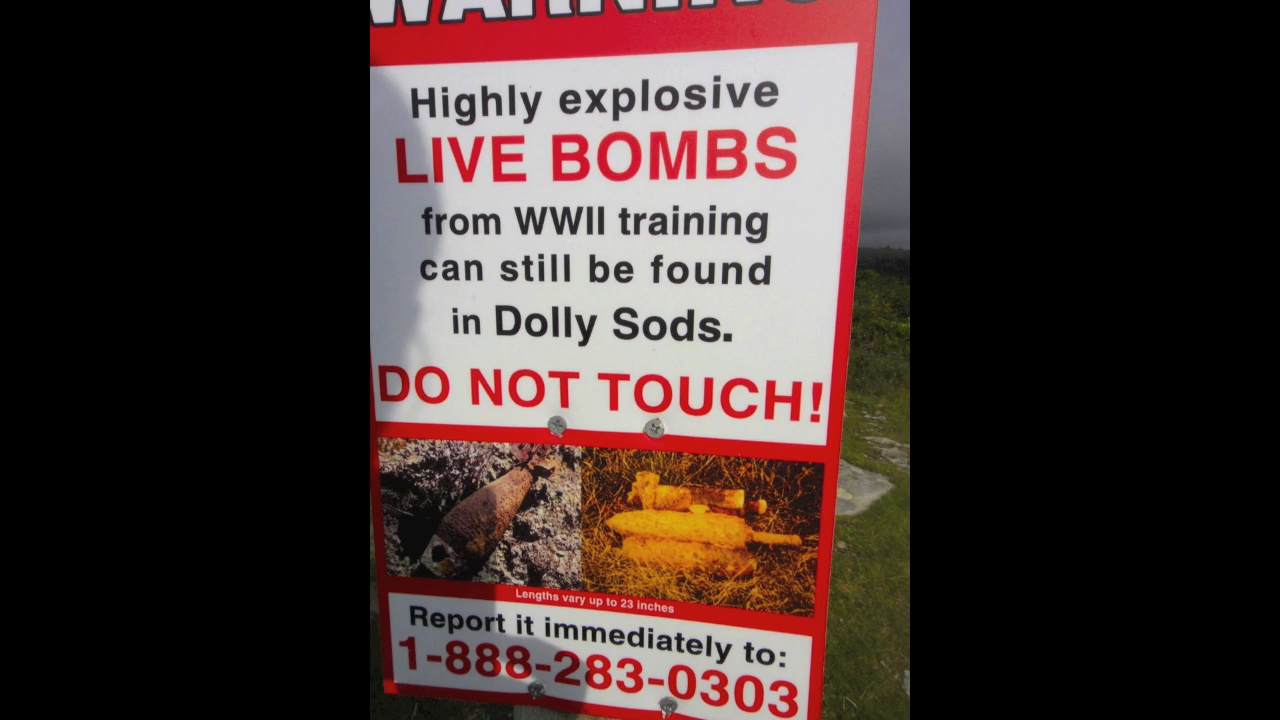 WARNING
Highly explosive
LIVE BOMBS
from WWII training
can still be found
in Dolly Sods.
DO NOT TOUCH!
Lengths vary up to 23 inches
Report it immediately to:
1-888-283-0303